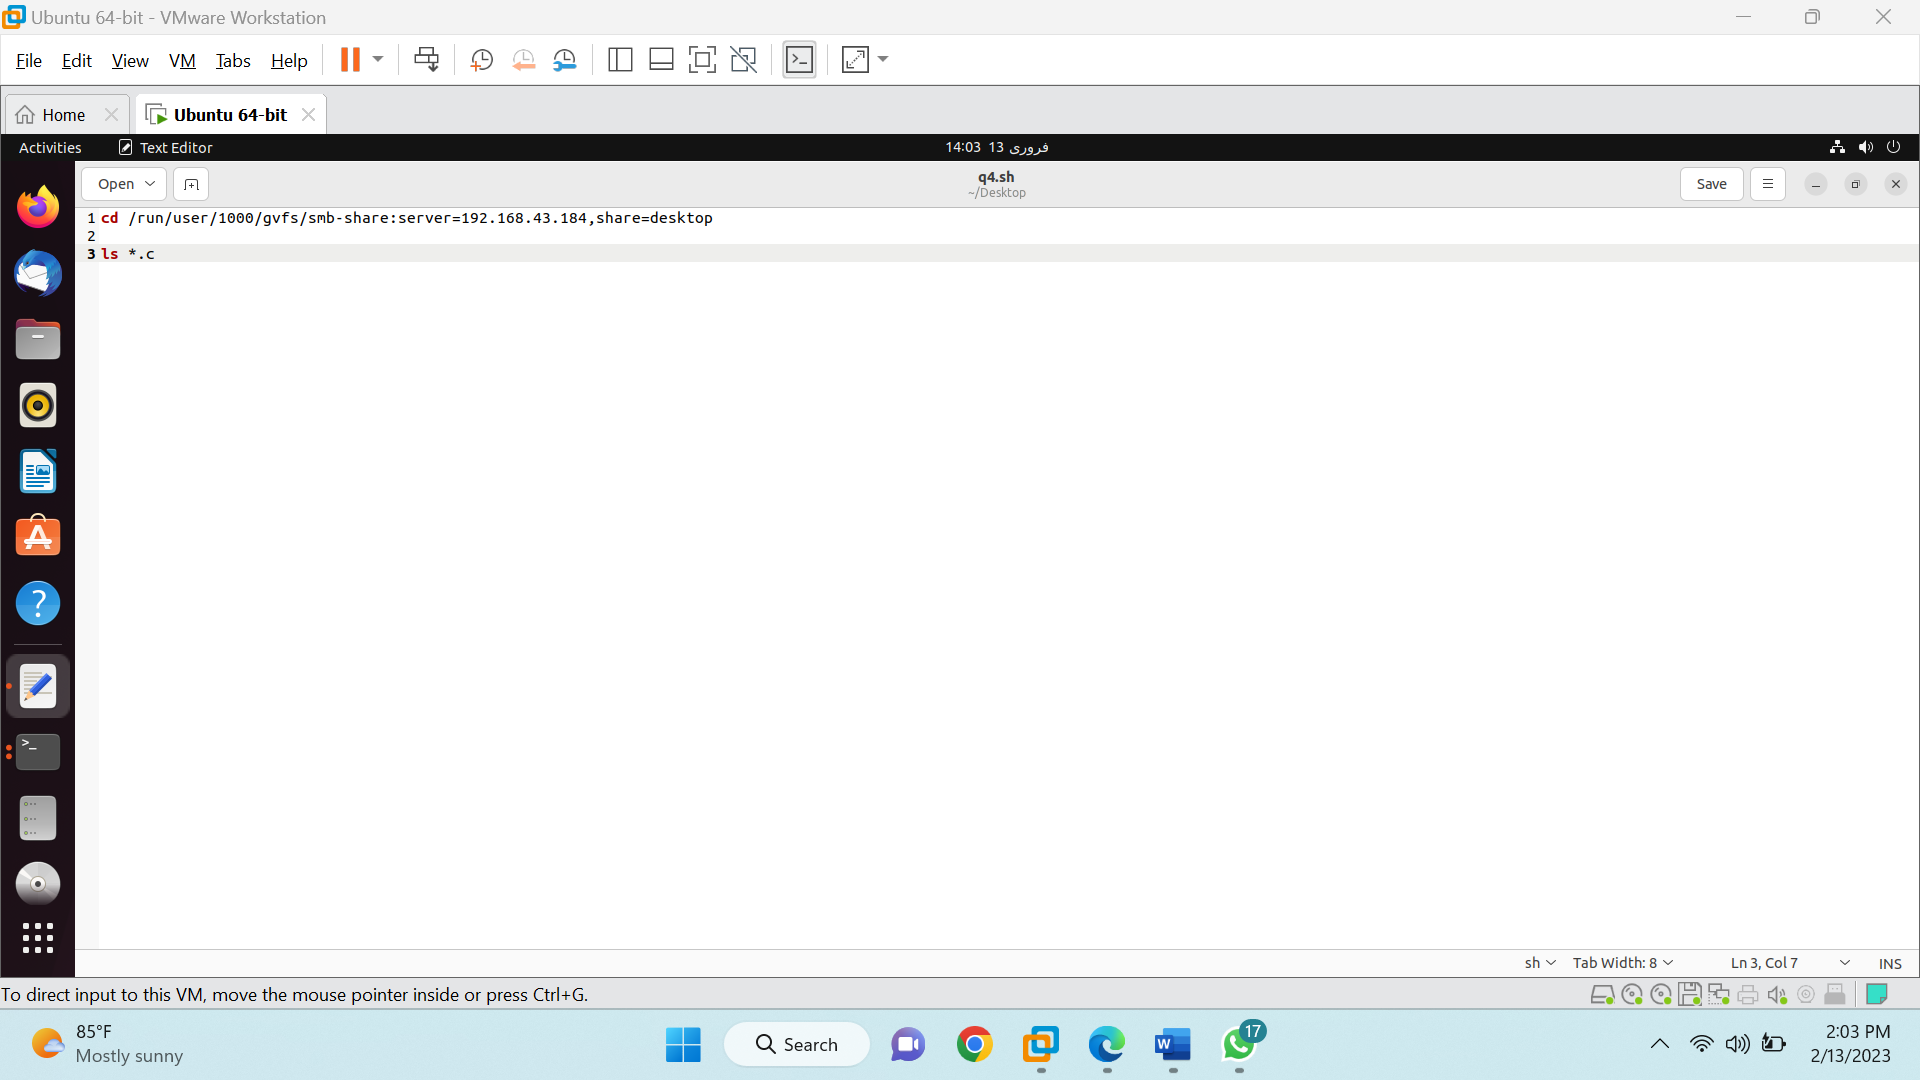 Ubuntu 64-bit - VMware Workstation
File Edit View VM Tabs Help
Home Ubuntu 64-bit
Activities Text Editor 14:03 13 فروری
Open q4.sh Save
~/Desktop
1 cd /run/user/1000/gvfs/smb-share:server=192.168.43.184,share=desktop
2
3 ls *.c
sh Tab Width: 8 Ln 3, Col 7 INS
To direct input to this VM, move the mouse pointer inside or press Ctrl+G.
85°F
Mostly sunny
Search
17
2:03 PM
2/13/2023